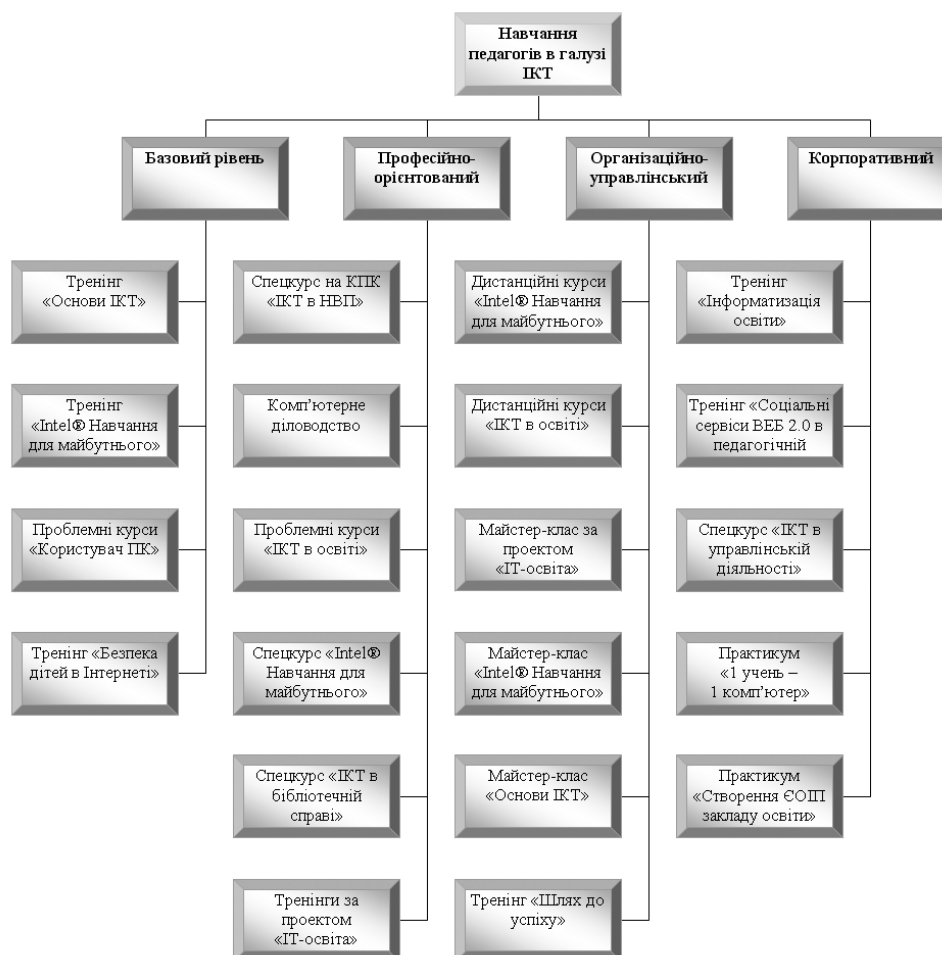 Навчання
педагогів в галузі
ІКТ
Базовий рівень
Професійно-
орієнтований
Організаційно-
управлінський
Корпоративний
Тренінг
«Основи ІКТ»
Спецкурс на КПК
«ІКТ в НВП»
Дистанційні курси
«Intel® Навчання
для майбутнього»
Тренінг
«Інформатизація
освіти»
Тренінг
«Intel® Навчання
для майбутнього»
Комп'ютерне
діловодство
Дистанційні курси
«ІКТ в освіті»
Тренінг «Соціальні
сервіси ВЕБ 2.0 в
педагогічній
Проблемні курси
«Користувач ПК»
Проблемні курси
«ІКТ в освіті»
Майстер-клас за
проектом
«ІТ-освіта»
Спецкурс «ІКТ в
управлінській
діяльності»
Тренінг «Безпека
дітей в Інтернеті»
Спецкурс «Intel®
Навчання для
майбутнього»
Майстер-клас
«Intel® Навчання
для майбутнього»
Практикум
«1 учень –
1 комп'ютер»
Спецкурс «ІКТ в
бібліотечній
справі»
Майстер-клас
«Основи ІКТ»
Практикум
«Створення ЄОІП
закладу освіти»
Тренинги за
проектом
«ІТ-освіта»
Тренінг «Шлях до
успіху»